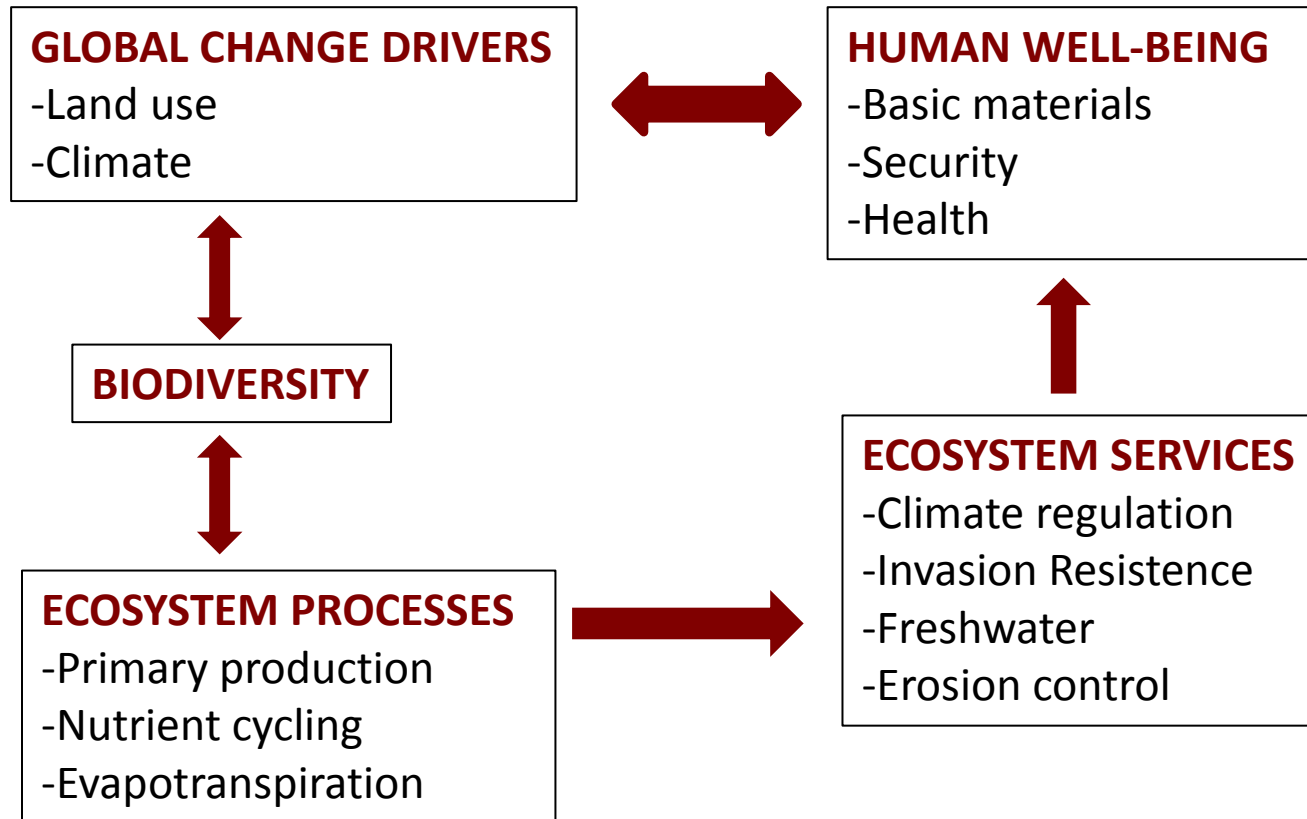 GLOBAL CHANGE DRIVERS
-Land use
-Climate
HUMAN WELL-BEING
-Basic materials
-Security
-Health
BIODIVERSITY
ECOSYSTEM PROCESSES
-Primary production
-Nutrient cycling
-Evapotranspiration
ECOSYSTEM SERVICES
-Climate regulation
-Invasion Resistence
-Freshwater
-Erosion control